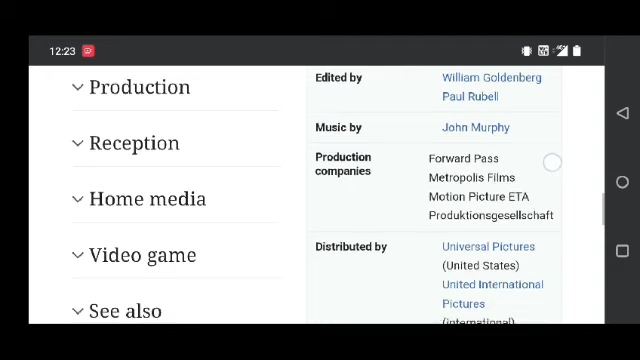 12:23
Production
Reception
Home media
Video game
See also
Edited by
William Goldenberg
Paul Rubell
Music by
John Murphy
Production
companies
Forward Pass
Metropolis Films
Motion Picture ETA
Produktionsgesellschaft
Distributed by
Universal Pictures
(United States)
United International
Pictures
(international)